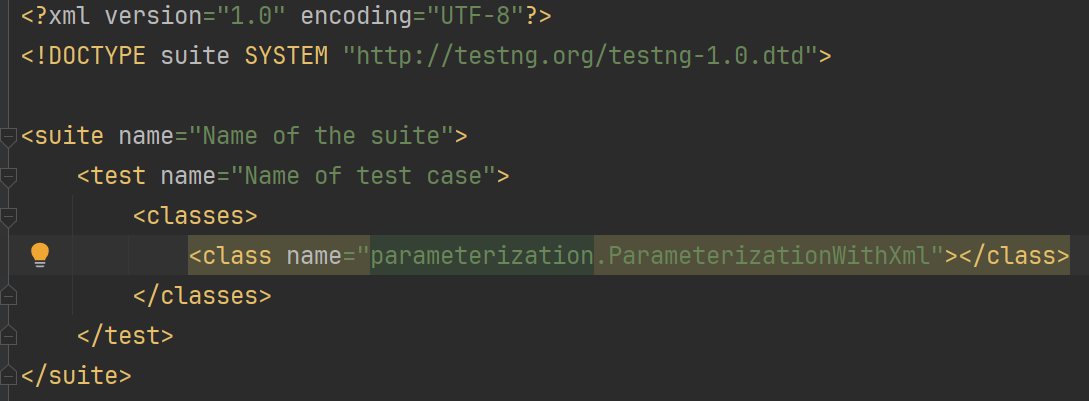 <?xml version="1.0" encoding="UTF-8"?>
<!DOCTYPE suite SYSTEM "http://testng.org/testng-1.0.dtd">
<suite name="Name of the suite">
<test name="Name of test case">
<classes>
<class name="parameterization.ParameterizationWithXml"></class>
</classes>
</test>
</suite>